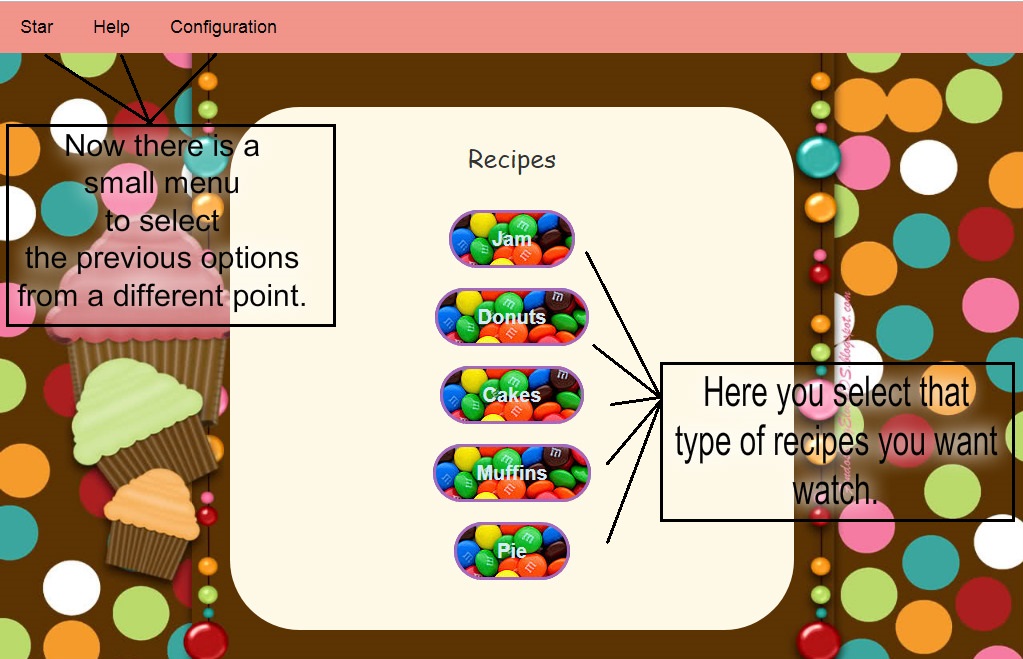 Star Help Configuration
Now there is a
small menu
to select
the previous options
from a different point.
Recipes
Jam
Donuts
Cakes
Muffins
Pie
Here you select that
type of recipes you want
watch.